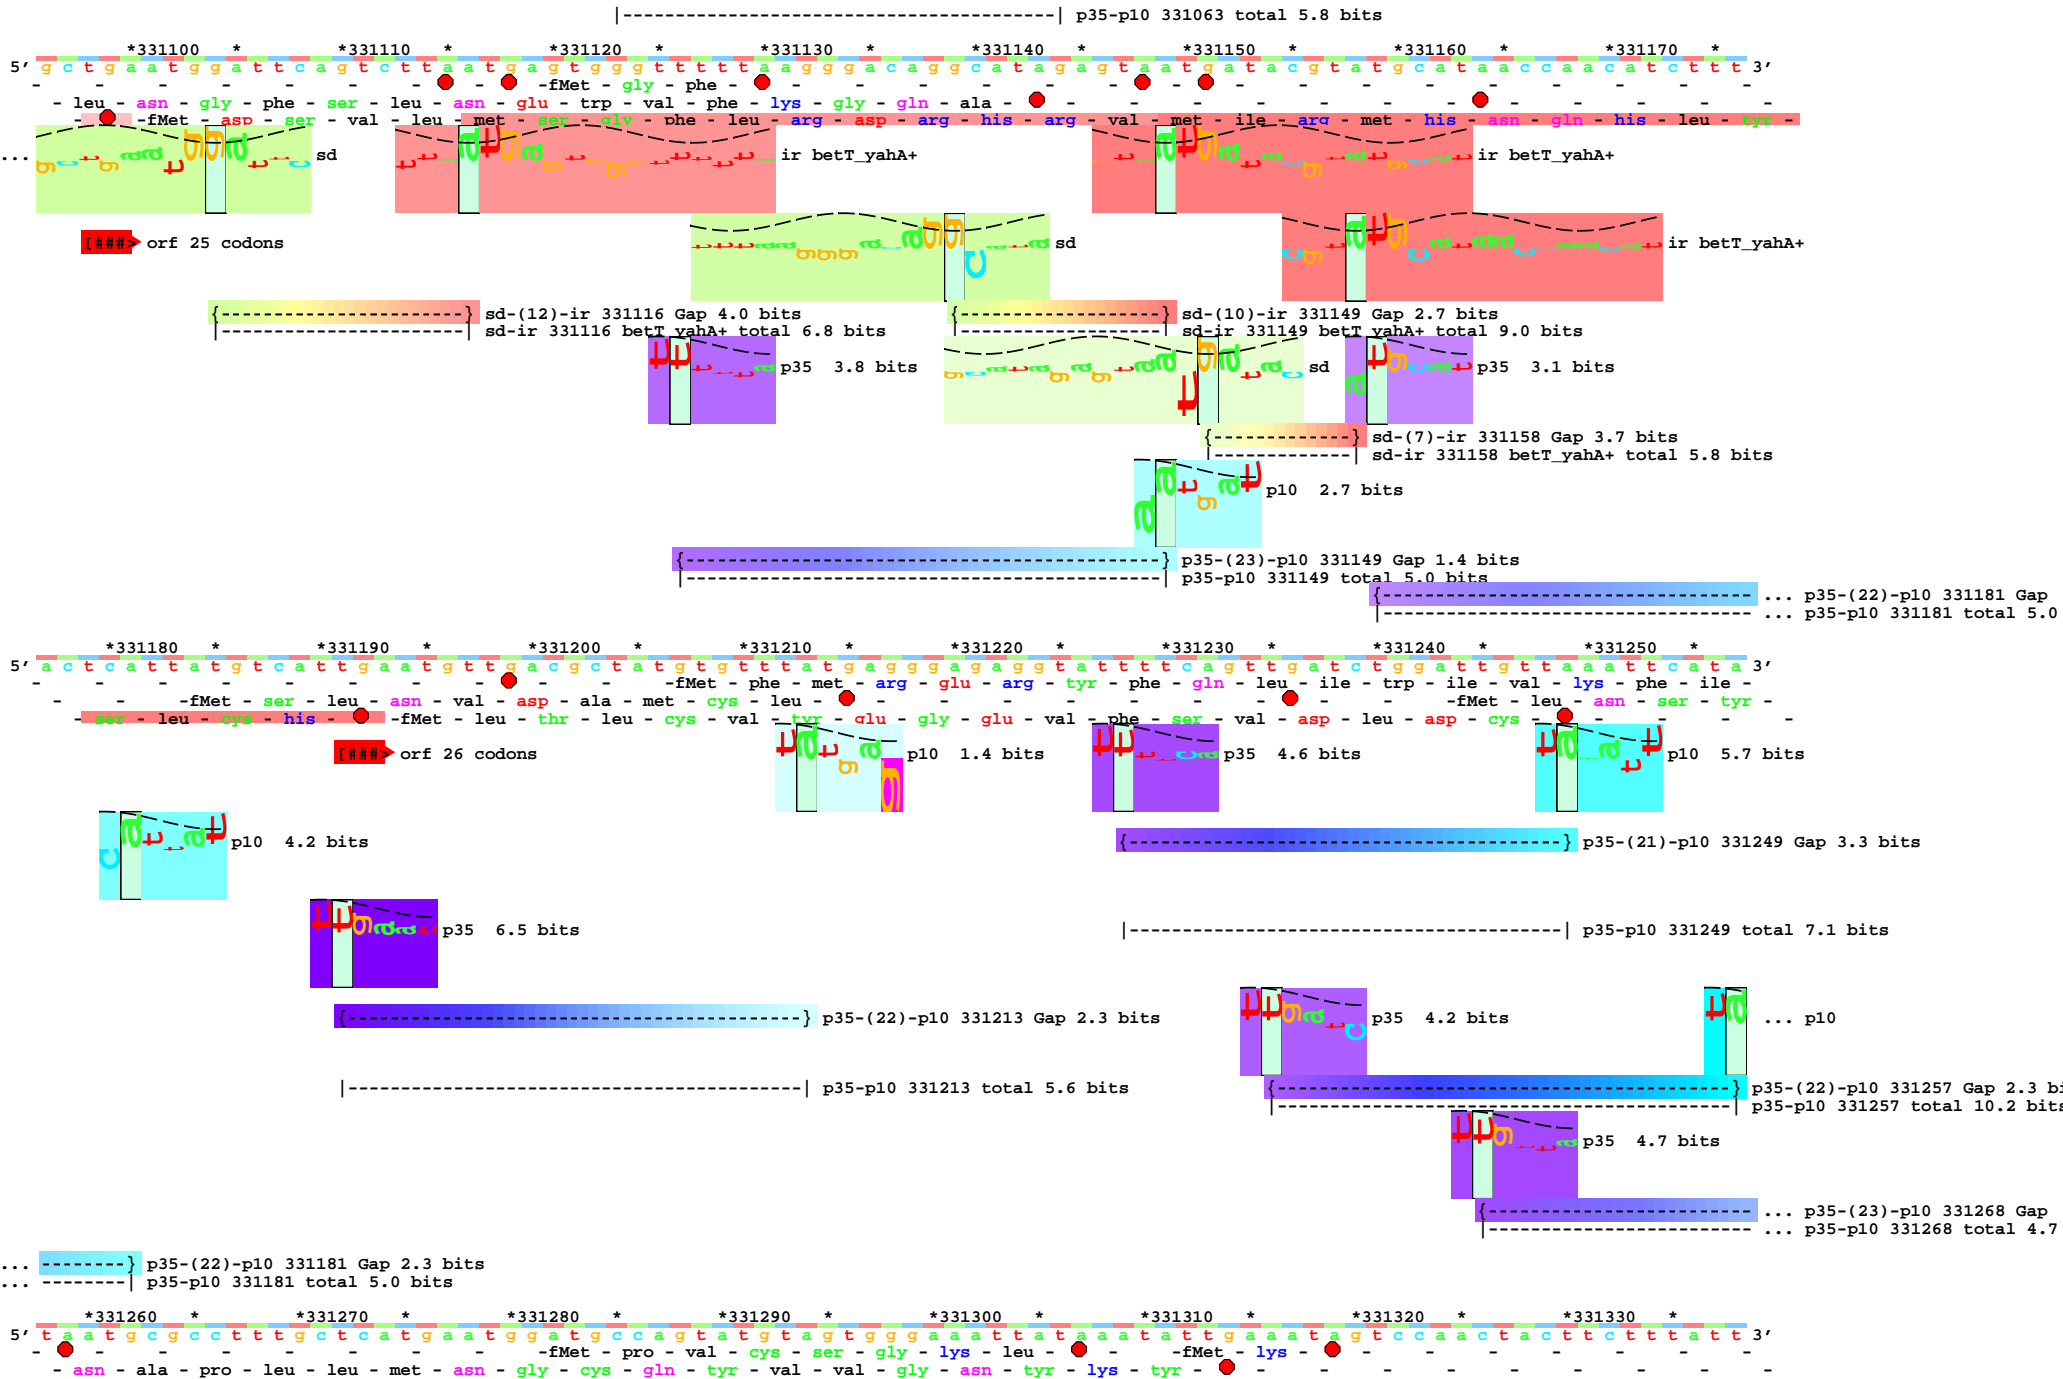 |-----------------------------------| p35-p10 331063 total 5.8 bits
*331100 * *331110 * *331120 * *331130 * *331140 * *331150 * *331160 * *331170 *
5' g c t g a a t g g a t t c a g t c t t a a t g a g t g g g t t t t t a a g g g a c a g g c a t a g a g t a a t g a t a c g t a t g c a t a a c c a a c a t c t t t 3'
-fMet - gly - phe -
- leu - asn - gly - phe - ser - leu - asn - glu - trp - val - phe - lys - gly - gln - ala -
-fMet - asp - ser - val - leu - met - ser - gly - phe - leu - arg - asp - arg - his - arg - val - met - ile - arg - met - his - asn - gln - his - leu - tyr -
... sd
ir betT_yahA+
ir betT_yahA+
[###> orf 25 codons
sd
ir betT_yahA+
{-----------} sd-(12)-ir 331116 Gap 4.0 bits
|-----------| sd-ir 331116 betT_yahA+ total 6.8 bits
{---------} sd-(10)-ir 331149 Gap 2.7 bits
|---------| sd-ir 331149 betT_yahA+ total 9.0 bits
p35 3.8 bits
sd
p35 3.1 bits
{------} sd-(7)-ir 331158 Gap 3.7 bits
|------| sd-ir 331158 betT_yahA+ total 5.8 bits
p10 2.7 bits
{----------------------} p35-(23)-p10 331149 Gap 1.4 bits
|----------------------| p35-p10 331149 total 5.0 bits
{----------------- ... p35-(22)-p10 331181 Gap
|----------------- ... p35-p10 331181 total 5.0
*331180 * *331190 * *331200 * *331210 * *331220 * *331230 * *331240 * *331250 *
5' a c t c a t t a t g t c a t t g a a t g t t g a c g c t a t g t g t t t a t g a g g g a g a g g t a t t t t c a g t t g a t c t g g a t t g t t a a a t t c a t a 3'
-fMet - phe - met - arg - glu - arg - tyr - phe - gln - leu - ile - trp - ile - val - lys - phe - ile -
-fMet - ser - leu - asn - val - asp - ala - met - cys - leu -
-fMet - leu - asn - ser - tyr -
- ser - leu - cys - his -
-fMet - leu - thr - leu - cys - val - tyr - glu - gly - glu - val - phe - ser - val - asp - leu - asp - cys -
[###> orf 26 codons
p10 1.4 bits
p35 4.6 bits
p10 5.7 bits
p10 4.2 bits
{--------------------} p35-(21)-p10 331249 Gap 3.3 bits
p35 6.5 bits
|--------------------| p35-p10 331249 total 7.1 bits
{---------------------} p35-(22)-p10 331213 Gap 2.3 bits
p35 4.2 bits
... p10
|---------------------| p35-p10 331213 total 5.6 bits
{---------------------} p35-(22)-p10 331257 Gap 2.3 bi
|---------------------| p35-p10 331257 total 10.2 bits
p35 4.7 bits
{------------ ... p35-(23)-p10 331268 Gap
|------------ ... p35-p10 331268 total 4.7
... --------} p35-(22)-p10 331181 Gap 2.3 bits
... -------| p35-p10 331181 total 5.0 bits
*331260 * *331270 * *331280 * *331290 * *331300 * *331310 * *331320 * *331330 *
5' t a a t g c g c c t t t g c t c a t g a a t g g a t g c c a g t a t g t a g t g g g a a a t t a t a a a t a t t g a a a t a g t c c a a c t a c t t c t t t a t t 3'
-fMet - pro - val - cys - ser - gly - lys - leu -
-fMet - lys -
- asn - ala - pro - leu - leu - met - asn - gly - cys - gln - tyr - val - val - gly - asn - tyr - lys - tyr -